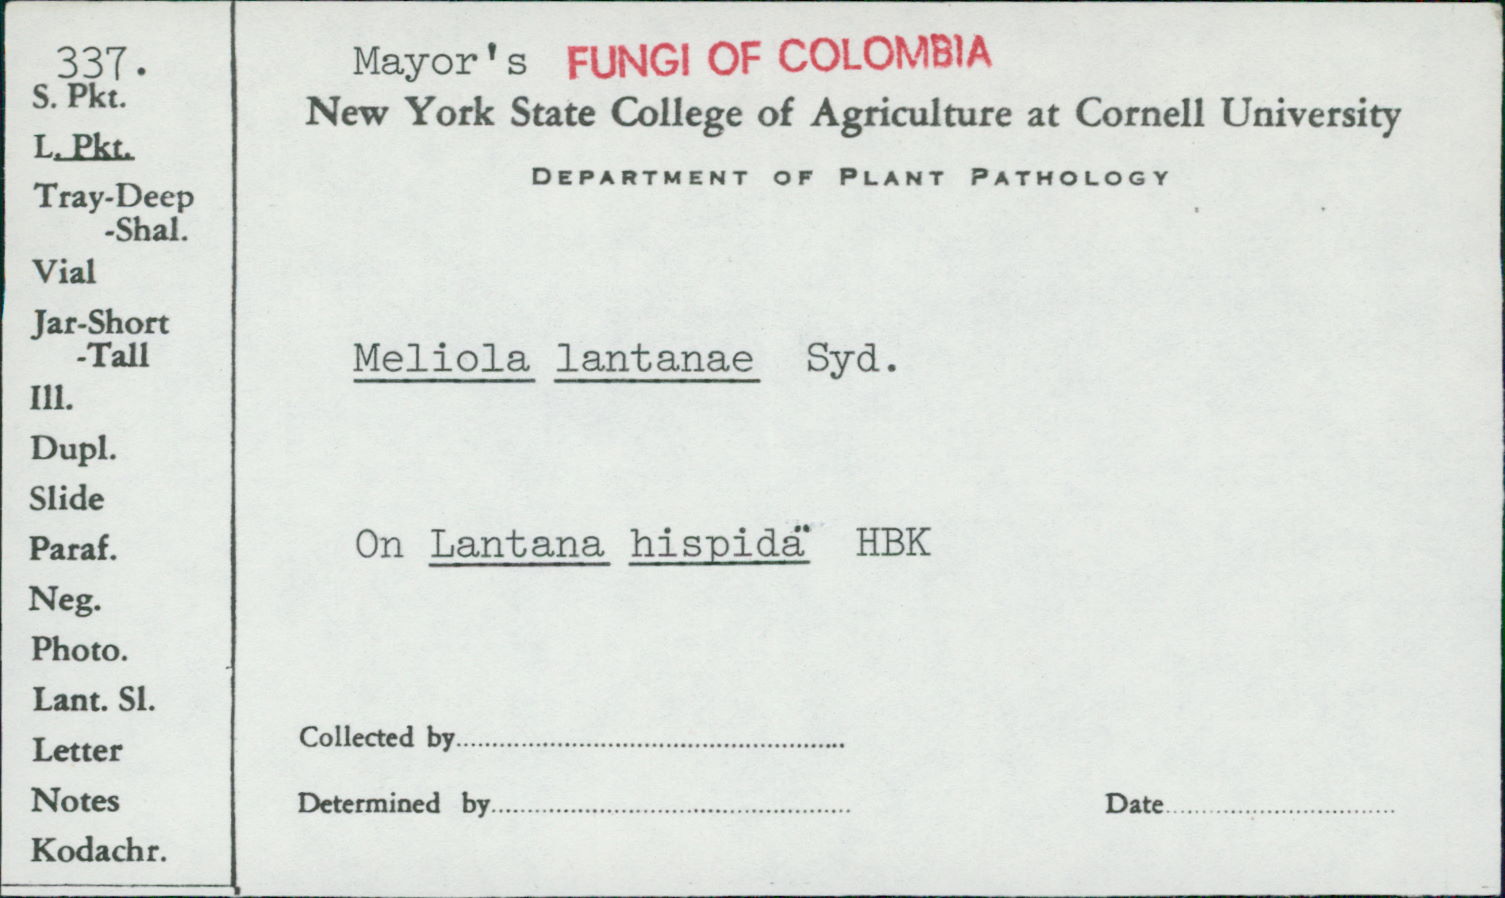 337.
S. Pkt.
L. Pkt.
Tray-Deep
-Shal.
Vial
Jar-Short
-Tall
Ill.
Dupl.
Slide
Paraf.
Neg.
Photo.
Lant. Sl.
Letter
Notes
Kodachr.
Mayor's FUNGI OF COLOMBIA
New York State College of Agriculture at Cornell University
DEPARTMENT OF PLANT PATHOLOGY
Meliola lantanae Syd.
On Lantana hispida" HBK
Collected by
Determined by
Date